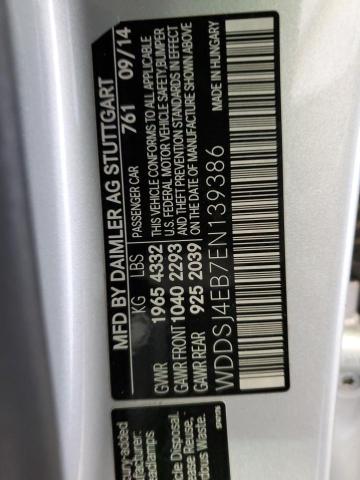 MFD BY DAIMLER AG STUTTGART
761 09/14
KG LBS PASSENGER CAR
GVWR 1965 4332 THIS VEHICLE CONFORMS TO ALL APPLICABLE
GAWR FRONT 1040 2293 U.S. FEDERAL MOTOR VEHICLE SAFETY,BUMPER
GAWR REAR 925 2039 AND THEFT PREVENTION STANDARDS IN EFFECT
ON THE DATE OF MANUFACTURE SHOWN ABOVE
WDDSJ4EB7EN139386
MADE IN HUNGARY